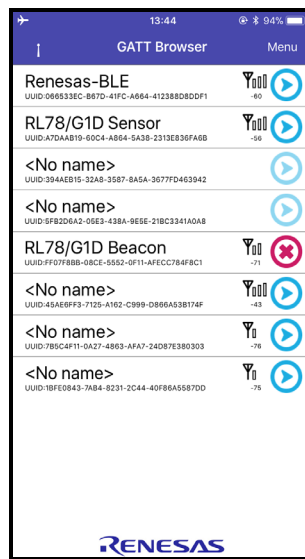 13:44
94%
GATT Browser
Menu
Renesas-BLE
UUID:066533EC-B67D-41FC-A664-412388D8DDF1
-60
RL78/G1D Sensor
UUID:A7DAAB19-60C4-A864-5A38-2313E836FA6B
-56
<No name>
UUID:394AEB15-32A8-3587-8A5A-3677FD463942
<No name>
UUID:5FB2D6A2-05E3-438A-9E5E-21BC3341A0A8
RL78/G1D Beacon
UUID:FF07F8BB-08CE-5552-0F11-AFECC784F8C1
-71
<No name>
UUID:45AE6FF3-7125-A162-C999-D866A53B174F
-43
<No name>
UUID:7B5C4F11-0A27-4863-AFA7-24D87E380303
-76
<No name>
UUID:1BFE0843-7AB4-8231-2C44-40F86A5587DD
-75
RENESAS